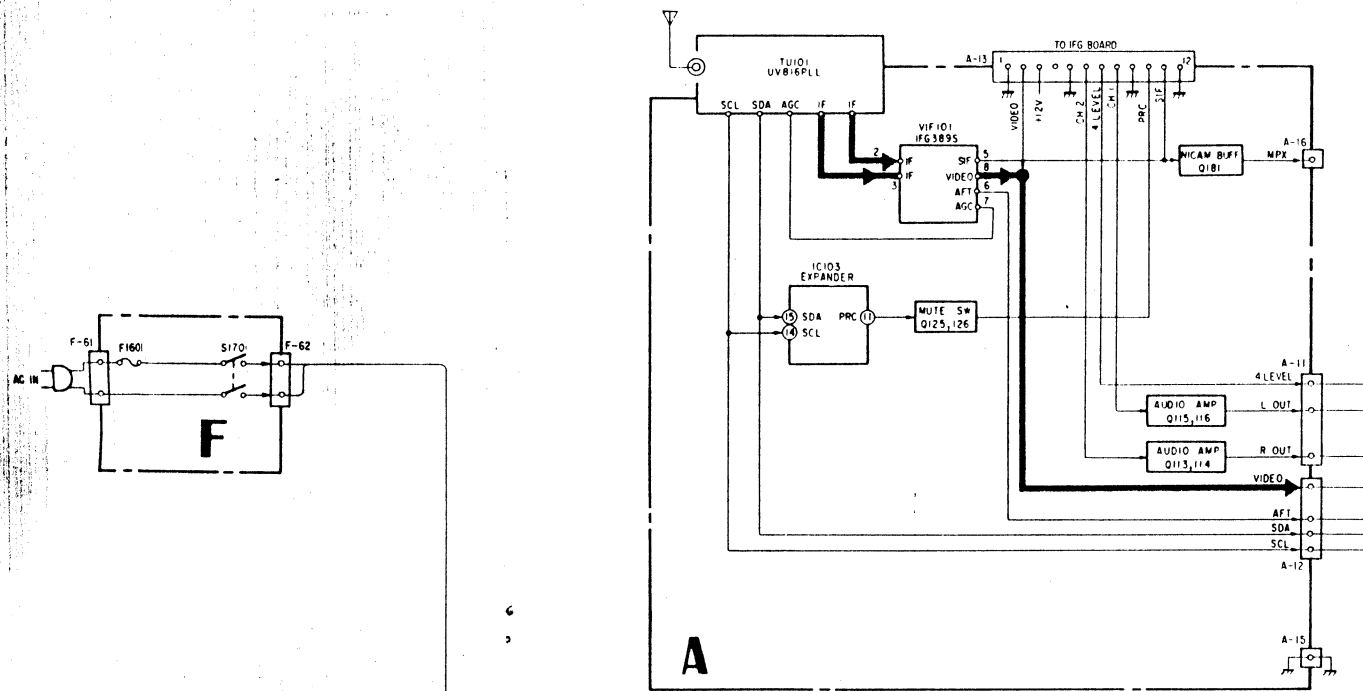 TO IFG BOARD
A-13 1 12
TU101
UV816PLL
SCL SDA AGC IF IF
VIDEO +12V CH 2 4 LEVEL CH 1 PRC SIF
VIF101
IFG389S
2 IF SIF 5
3 IF VIDEO 8
AFT 6
AGC 7
NICAM BUFF
Q181
MPX
A-16
IC103
EXPANDER
15 SDA PRC 11
14 SCL
MUTE SW
Q125,126
F-61 F1601 S1701 F-62
AC IN
F
A-11
4 LEVEL
AUDIO AMP
Q115,116
L OUT
AUDIO AMP
Q113,114
R OUT
VIDEO
AFT
SDA
SCL
A-12
A
A-15